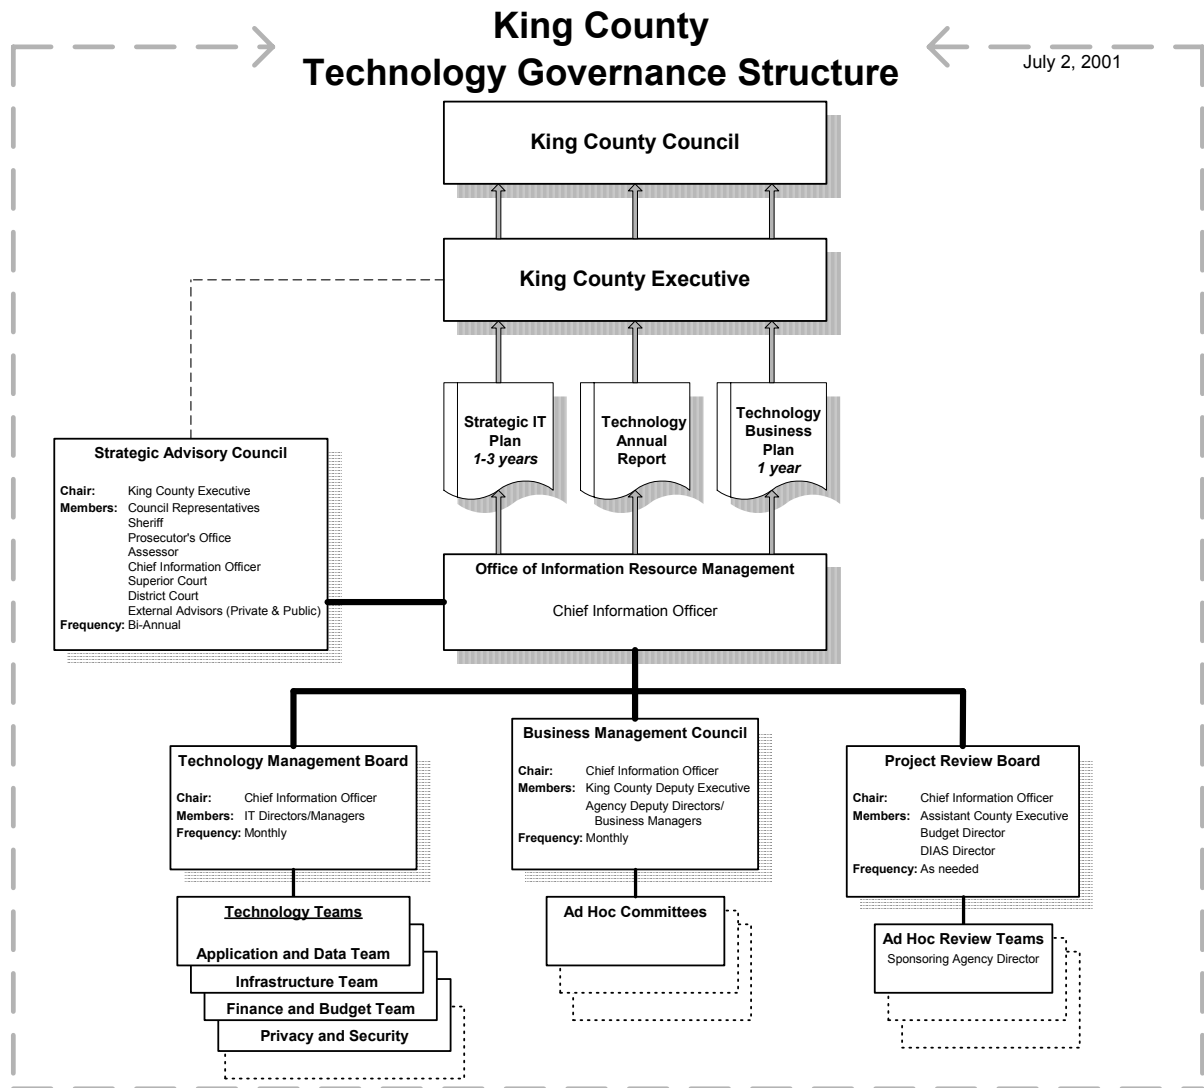 King County
Technology Governance Structure
July 2, 2001
King County Council
King County Executive
Strategic IT
Plan
1-3 years
Technology
Annual
Report
Technology
Business
Plan
1 year
Strategic Advisory Council
Chair: King County Executive
Members: Council Representatives
Sheriff
Prosecutor's Office
Assessor
Chief Information Officer
Superior Court
District Court
External Advisors (Private & Public)
Frequency: Bi-Annual
Office of Information Resource Management
Chief Information Officer
Technology Management Board
Chair: Chief Information Officer
Members: IT Directors/Managers
Frequency: Monthly
Business Management Council
Chair: Chief Information Officer
Members: King County Deputy Executive
Agency Deputy Directors/
Business Managers
Frequency: Monthly
Project Review Board
Chair: Chief Information Officer
Members: Assistant County Executive
Budget Director
DIAS Director
Frequency: As needed
Technology Teams
Application and Data Team
Infrastructure Team
Finance and Budget Team
Privacy and Security
Ad Hoc Committees
Ad Hoc Review Teams
Sponsoring Agency Director